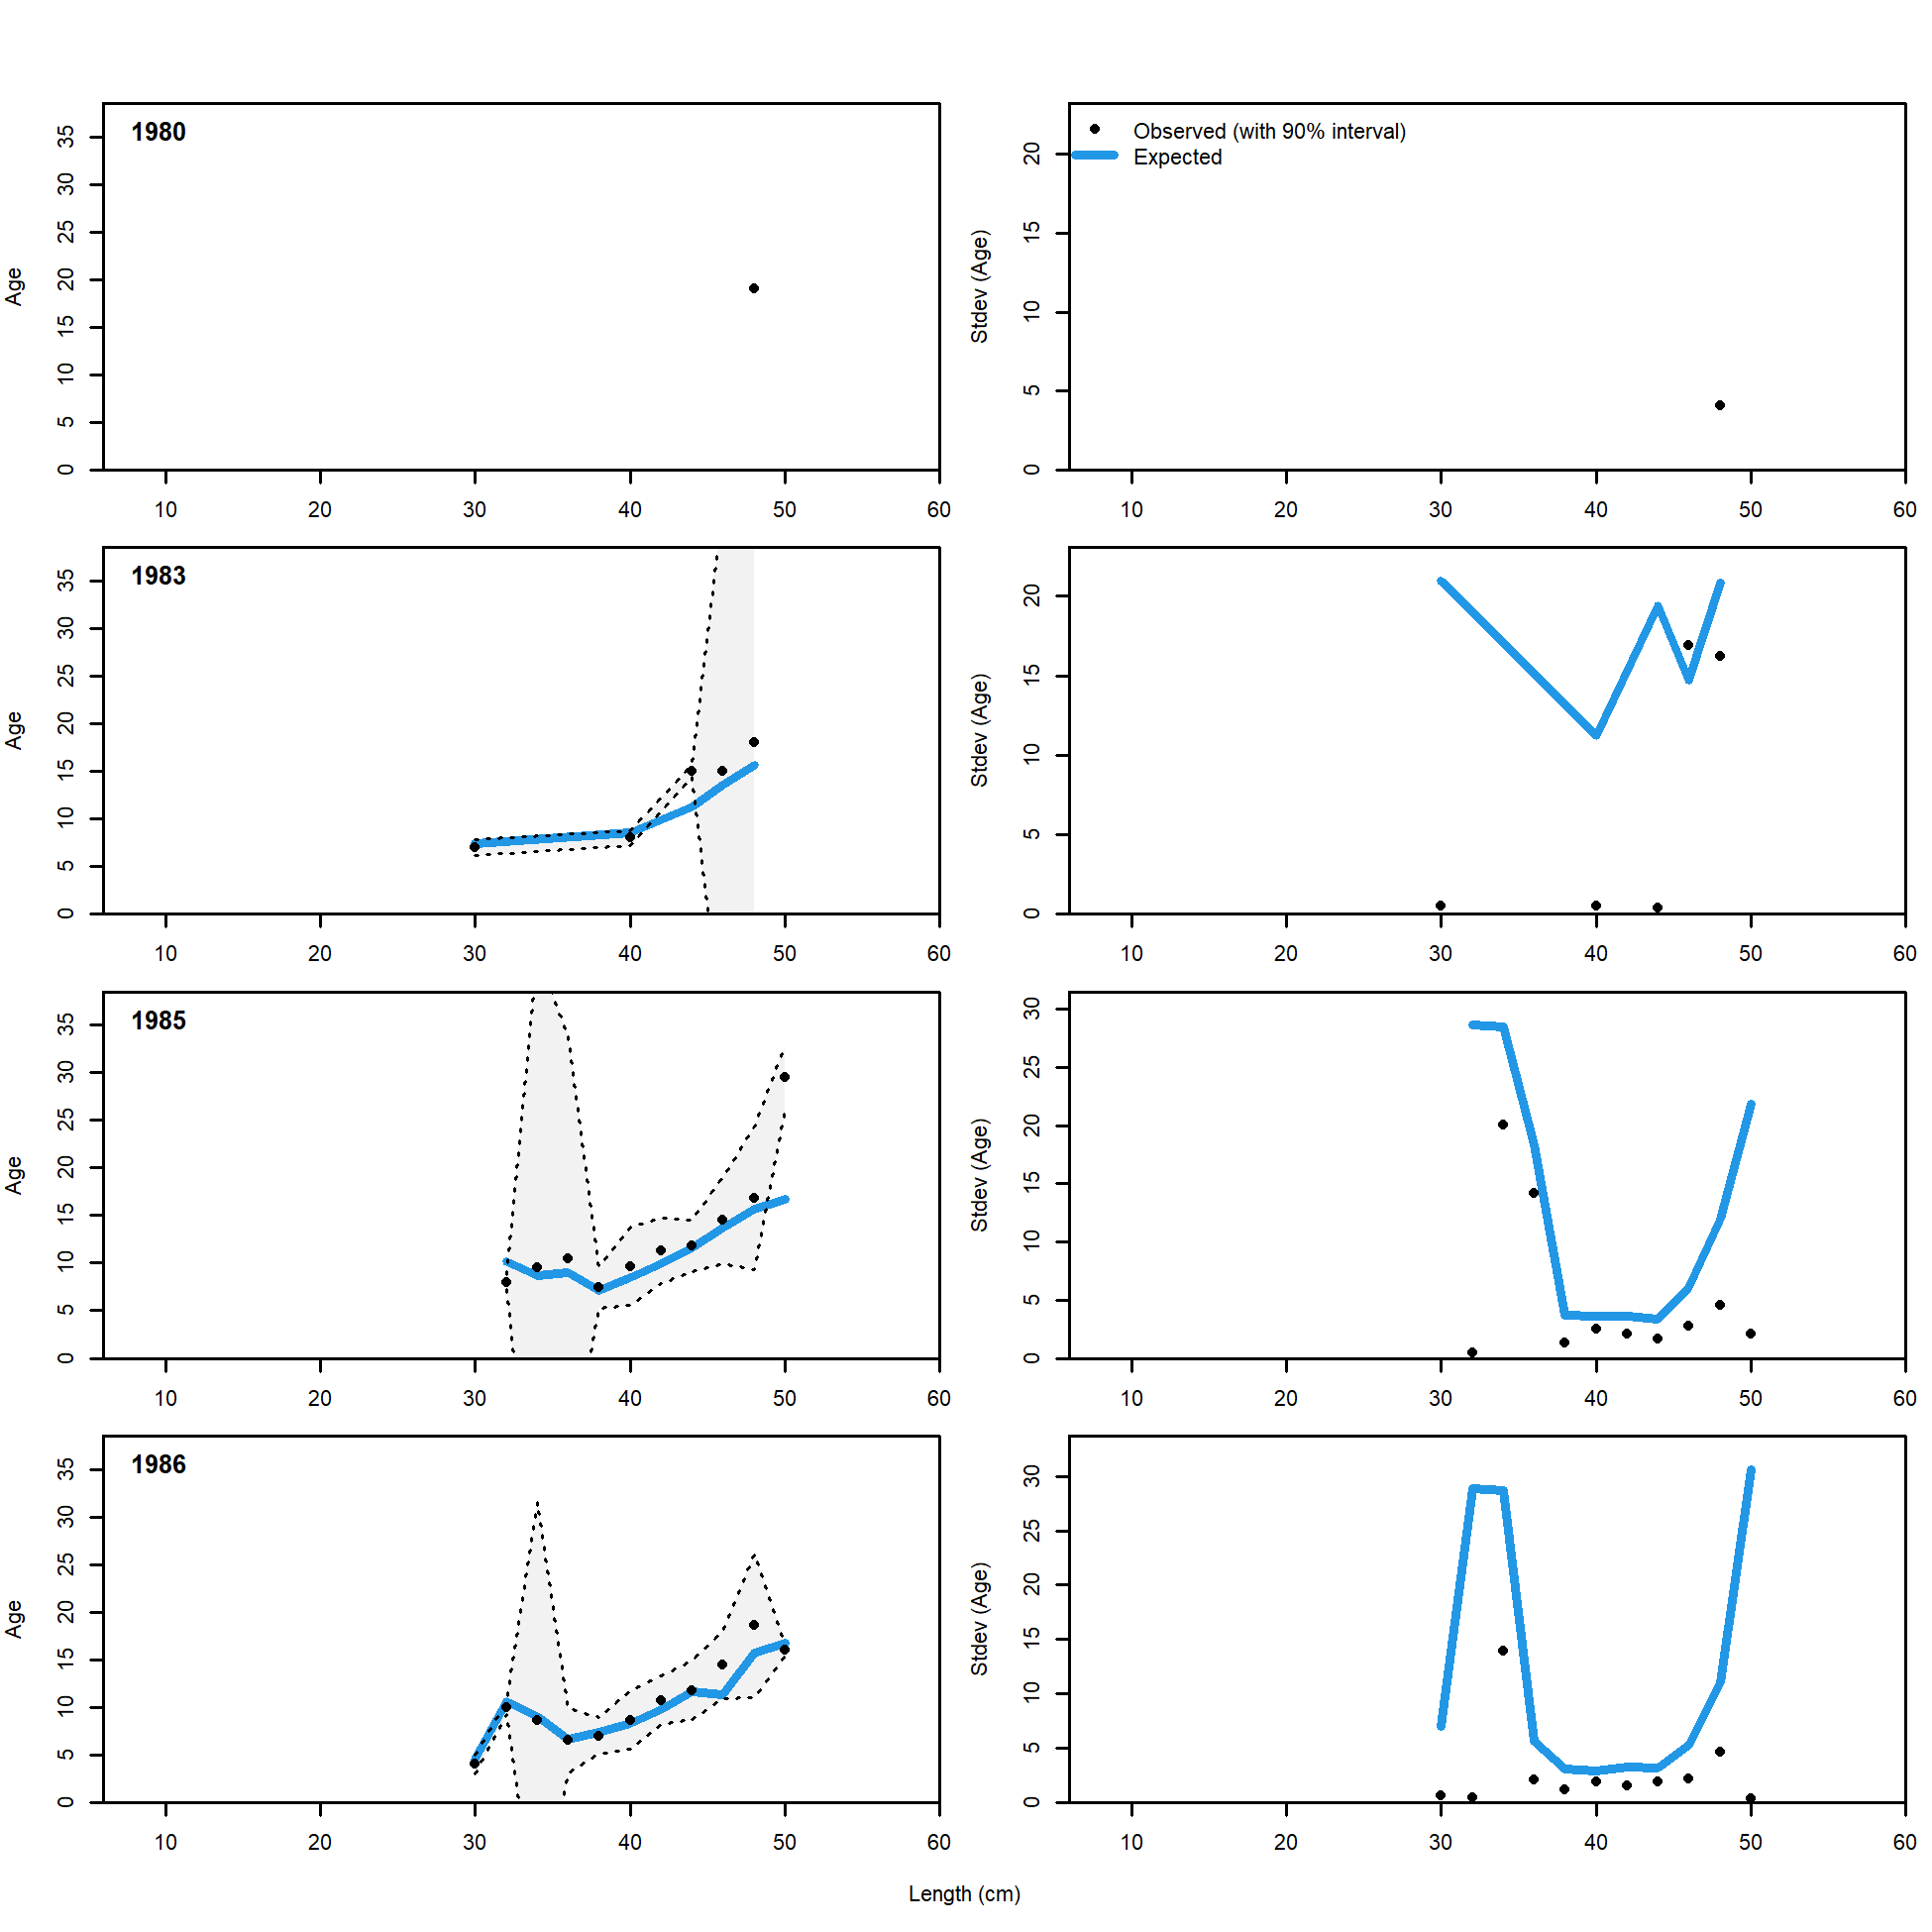 1980
Age
0 5 10 15 20 25 30 35
10 20 30 40 50 60
Observed (with 90% interval)
Expected
Stdev (Age)
0 5 10 15 20
10 20 30 40 50 60
1983
Age
0 5 10 15 20 25 30 35
10 20 30 40 50 60
Stdev (Age)
0 5 10 15 20
10 20 30 40 50 60
1985
Age
0 5 10 15 20 25 30 35
10 20 30 40 50 60
Stdev (Age)
0 5 10 15 20 25 30
10 20 30 40 50 60
1986
Age
0 5 10 15 20 25 30 35
10 20 30 40 50 60
Stdev (Age)
0 5 10 15 20 25 30
10 20 30 40 50 60
Length (cm)